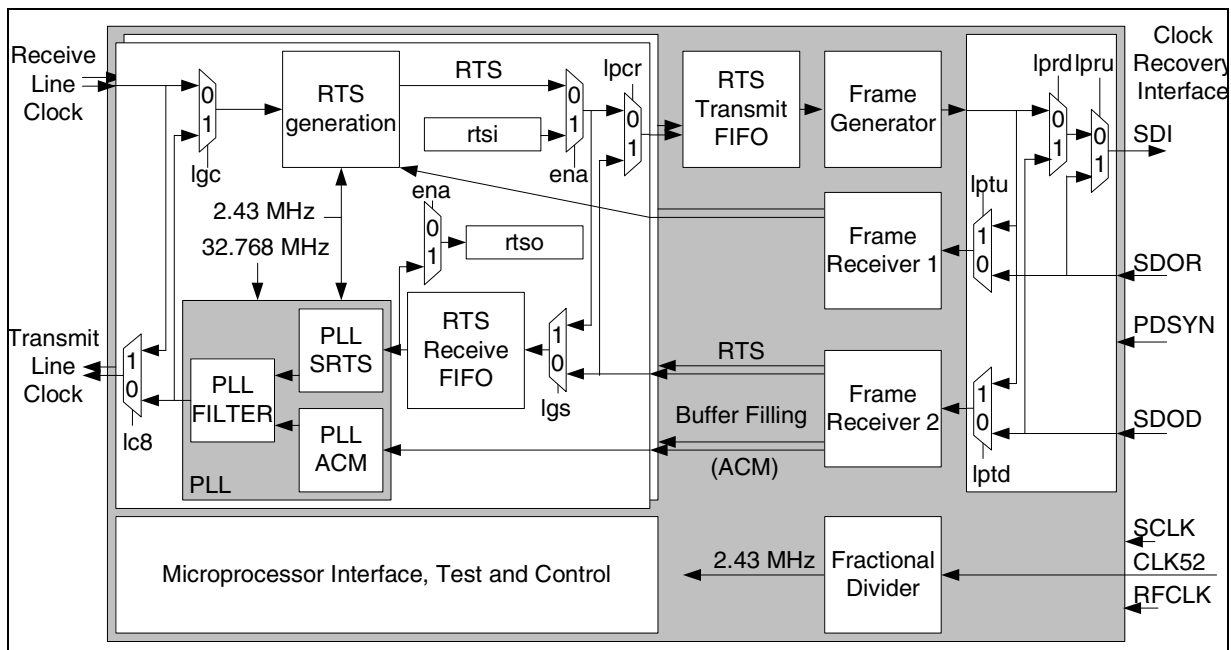 Receive
Line
Clock
0
1
lgc
RTS
generation
RTS
rtsi
0
1
ena
lpcr
0
1
RTS
Transmit
FIFO
Frame
Generator
lprd
0
1
lpru
0
1
Clock
Recovery
Interface
SDI
2.43 MHz
32.768 MHz
ena
0
1
rtso
Frame
Receiver 1
lptu
1
0
SDOR
Transmit
Line
Clock
1
0
lc8
PLL
FILTER
PLL
SRTS
PLL
ACM
PLL
RTS
Receive
FIFO
1
0
lgs
RTS
Buffer Filling
(ACM)
Frame
Receiver 2
1
0
lptd
PDSYN
SDOD
Microprocessor Interface, Test and Control
2.43 MHz
Fractional
Divider
SCLK
CLK52
RFCLK